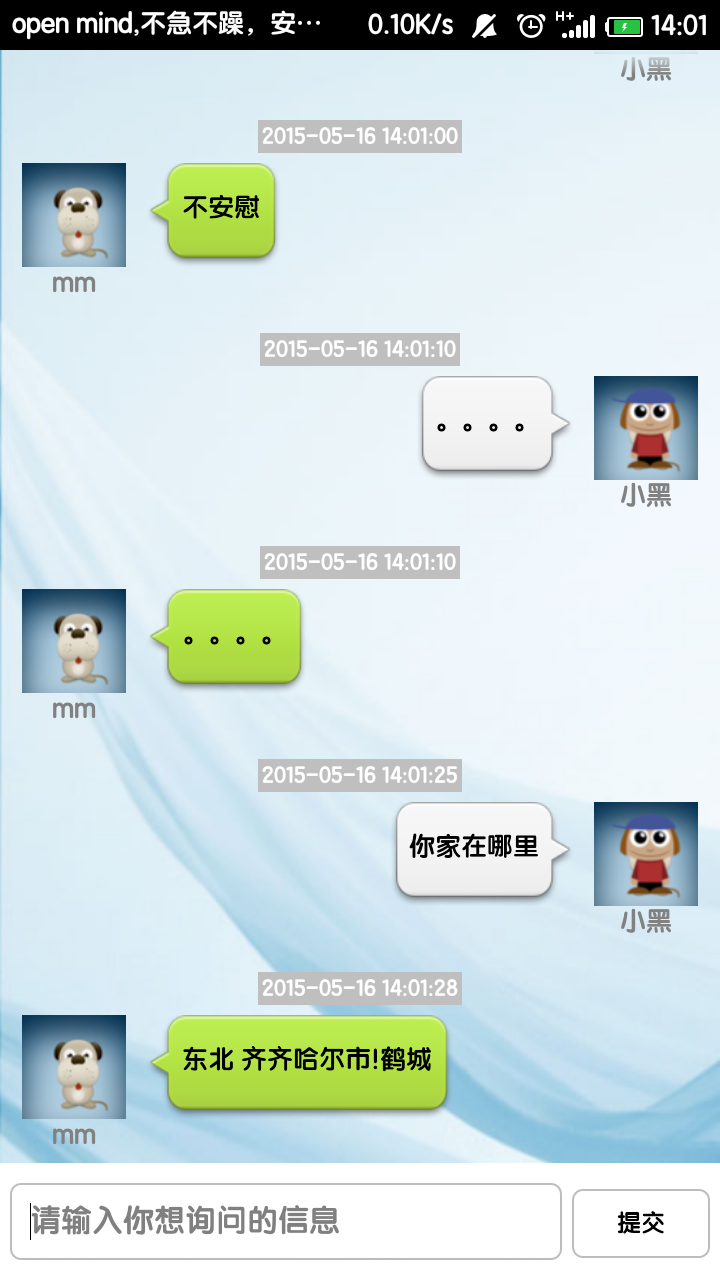 open mind,不急不躁，安… 0.10K/s H+ 14:01
小黑
2015-05-16 14:01:00
不安慰
mm
2015-05-16 14:01:10
。。。。
小黑
2015-05-16 14:01:10
。。。。
mm
2015-05-16 14:01:25
你家在哪里
小黑
2015-05-16 14:01:28
东北 齐齐哈尔市!鹤城
mm
请输入你想询问的信息
提交